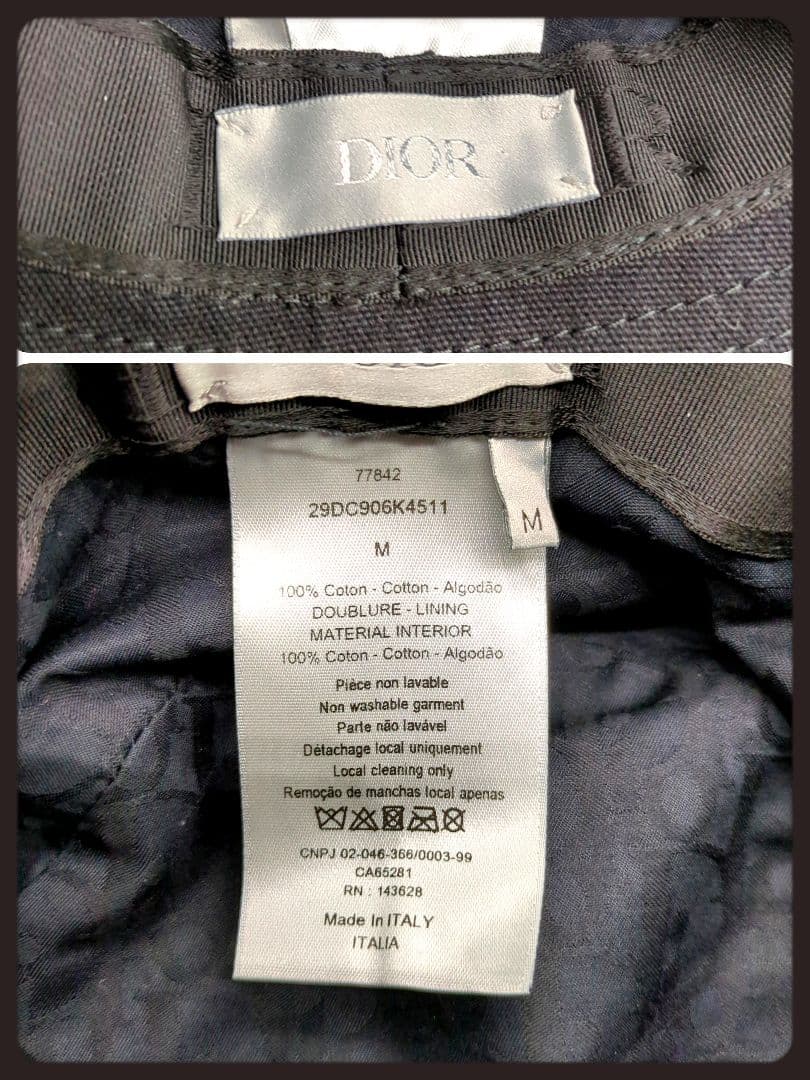 DIOR
77842
29DC906K4511
M
M
100% Coton - Cotton - Algodão
DOUBLURE - LINING
MATERIAL INTERIOR
100% Coton - Cotton - Algodão
Pièce non lavable
Non washable garment
Parte não lavável
Détachage local uniquement
Local cleaning only
Remoção de manchas local apenas
CNPJ 02-046-366/0003-99
CA65281
RN : 143628
Made In ITALY
ITALIA